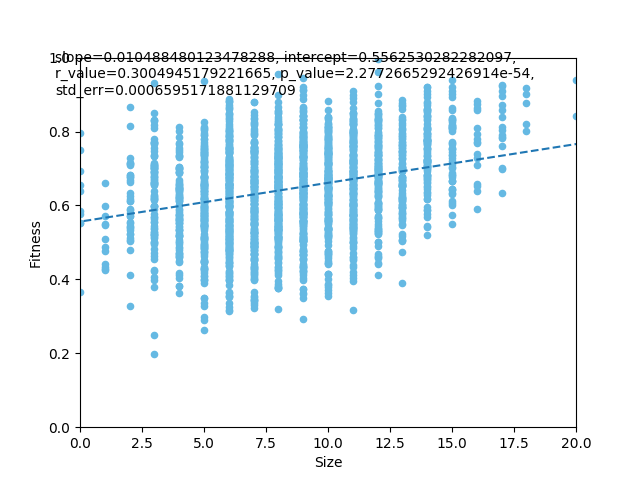 slope=0.010488480123478288, intercept=0.5562530282282097,
r_value=0.3004945179221665, p_value=2.2772665292426914e-54,
std_err=0.0006595171881129709
1.0
0.8
0.6
0.4
0.2
0.0
Fitness
0.0 2.5 5.0 7.5 10.0 12.5 15.0 17.5 20.0
Size